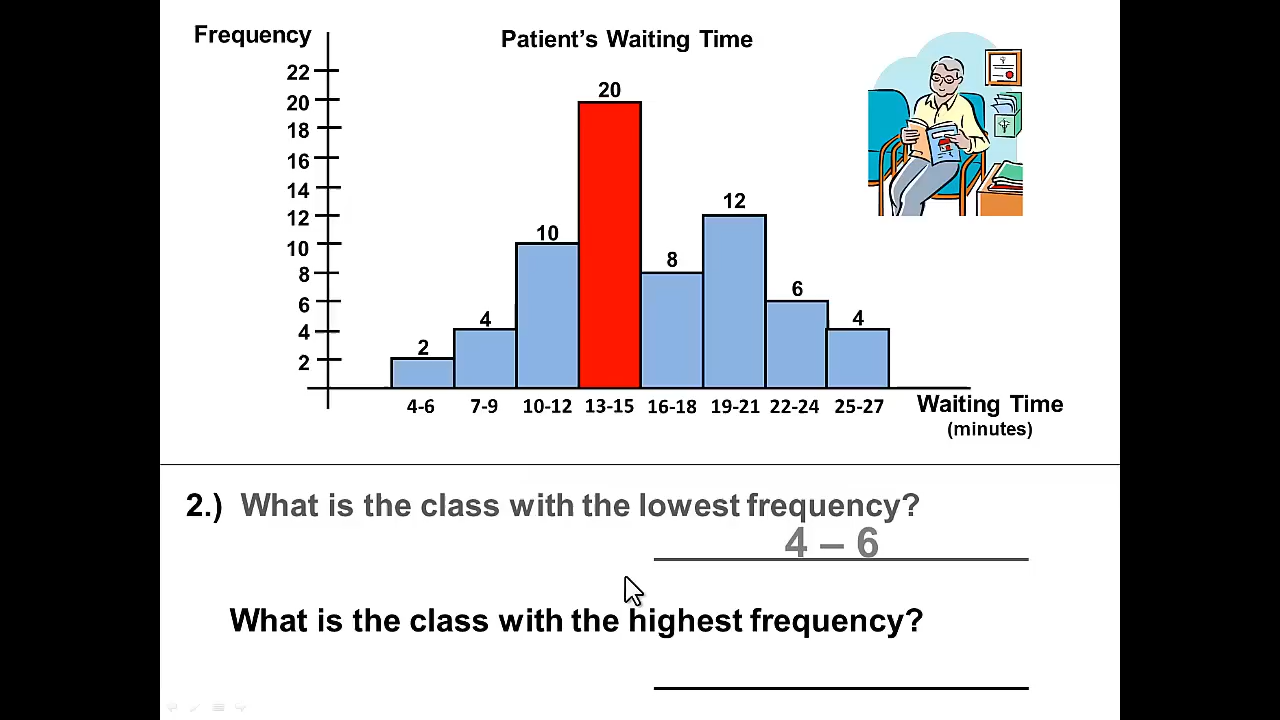 Frequency
Patient’s Waiting Time
22
20
18
16
14
12
10
8
6
4
2
2
4
10
20
8
12
6
4
4-6 7-9 10-12 13-15 16-18 19-21 22-24 25-27
Waiting Time
(minutes)
2.) What is the class with the lowest frequency?
4 – 6
What is the class with the highest frequency?